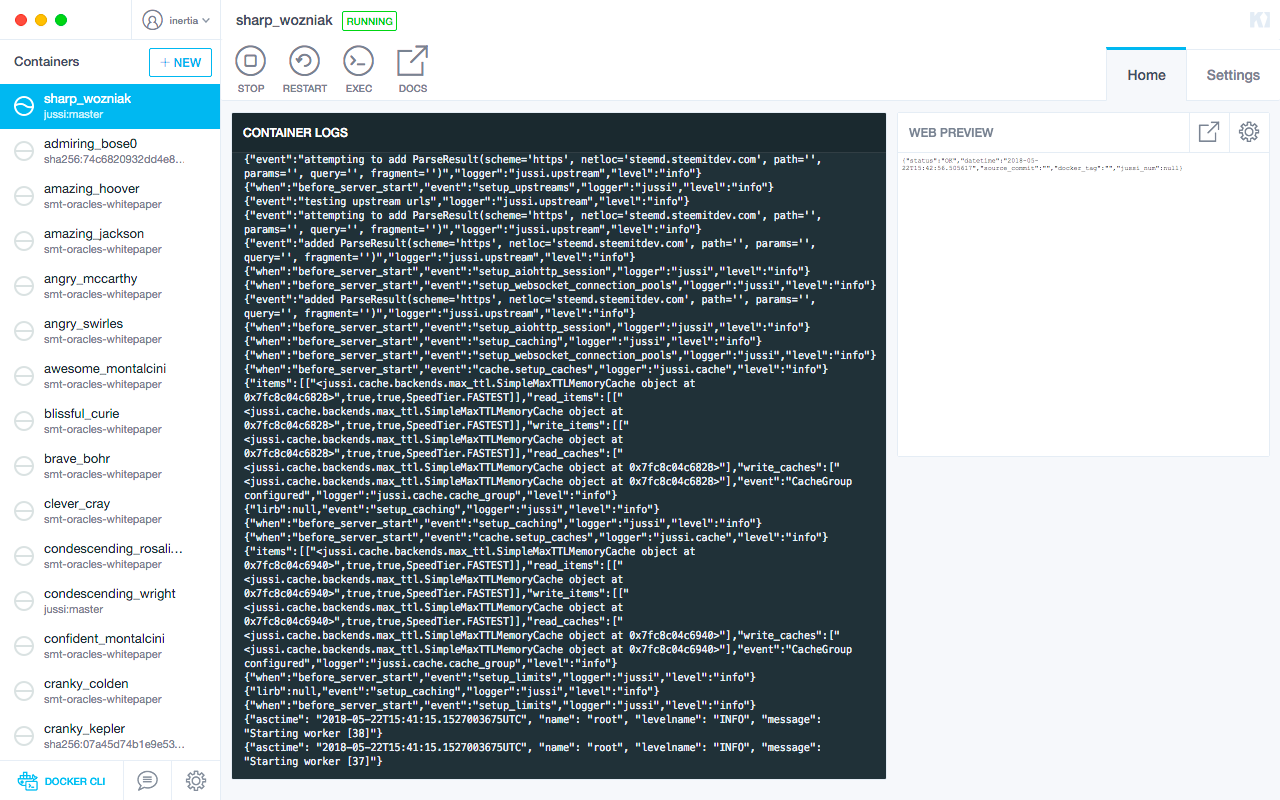 inertia
Containers
+ NEW
sharp_wozniak
jussi:master
admiring_bose0
sha256:74c6820932dd4e8...
amazing_hoover
smt-oracles-whitepaper
amazing_jackson
smt-oracles-whitepaper
angry_mccarthy
smt-oracles-whitepaper
angry_swirles
smt-oracles-whitepaper
awesome_montalcini
smt-oracles-whitepaper
blissful_curie
smt-oracles-whitepaper
brave_bohr
smt-oracles-whitepaper
clever_cray
smt-oracles-whitepaper
condescending_rosali...
smt-oracles-whitepaper
condescending_wright
jussi:master
confident_montalcini
smt-oracles-whitepaper
cranky_colden
smt-oracles-whitepaper
cranky_kepler
sha256:07a45d74b1e9e53...
DOCKER CLI
sharp_wozniak RUNNING
STOP RESTART EXEC DOCS
Home Settings
CONTAINER LOGS
{"event":"attempting to add ParseResult(scheme='https', netloc='steemd.steemitdev.com', path='',
params='', query='', fragment='')","logger":"jussi.upstream","level":"info"}
{"when":"before_server_start","event":"setup_upstreams","logger":"jussi","level":"info"}
{"event":"testing upstream urls","logger":"jussi.upstream","level":"info"}
{"event":"attempting to add ParseResult(scheme='https', netloc='steemd.steemitdev.com', path='',
params='', query='', fragment='')","logger":"jussi.upstream","level":"info"}
{"event":"added ParseResult(scheme='https', netloc='steemd.steemitdev.com', path='', params='',
query='', fragment='')","logger":"jussi.upstream","level":"info"}
{"when":"before_server_start","event":"setup_aiohttp_session","logger":"jussi","level":"info"}
{"when":"before_server_start","event":"setup_websocket_connection_pools","logger":"jussi","level":"info"}
{"event":"added ParseResult(scheme='https', netloc='steemd.steemitdev.com', path='', params='',
query='', fragment='')","logger":"jussi.upstream","level":"info"}
{"when":"before_server_start","event":"setup_aiohttp_session","logger":"jussi","level":"info"}
{"when":"before_server_start","event":"setup_caching","logger":"jussi","level":"info"}
{"when":"before_server_start","event":"setup_websocket_connection_pools","logger":"jussi","level":"info"}
{"when":"before_server_start","event":"cache.setup_caches","logger":"jussi.cache","level":"info"}
{"items":[["<jussi.cache.backends.max_ttl.SimpleMaxTTLMemoryCache object at
0x7fc8c04c6828>",true,true,SpeedTier.FASTEST]],"read_items":[["
<jussi.cache.backends.max_ttl.SimpleMaxTTLMemoryCache object at
0x7fc8c04c6828>",true,true,SpeedTier.FASTEST]],"write_items":[["
<jussi.cache.backends.max_ttl.SimpleMaxTTLMemoryCache object at
0x7fc8c04c6828>",true,true,SpeedTier.FASTEST]],"read_caches":["
<jussi.cache.backends.max_ttl.SimpleMaxTTLMemoryCache object at 0x7fc8c04c6828>"],"write_caches":["
<jussi.cache.backends.max_ttl.SimpleMaxTTLMemoryCache object at 0x7fc8c04c6828>"],"event":"CacheGroup
configured","logger":"jussi.cache.cache_group","level":"info"}
{"lirb":null,"event":"setup_caching","logger":"jussi","level":"info"}
{"when":"before_server_start","event":"setup_caching","logger":"jussi","level":"info"}
{"when":"before_server_start","event":"cache.setup_caches","logger":"jussi.cache","level":"info"}
{"items":[["<jussi.cache.backends.max_ttl.SimpleMaxTTLMemoryCache object at
0x7fc8c04c6940>",true,true,SpeedTier.FASTEST]],"read_items":[["
<jussi.cache.backends.max_ttl.SimpleMaxTTLMemoryCache object at
0x7fc8c04c6940>",true,true,SpeedTier.FASTEST]],"write_items":[["
<jussi.cache.backends.max_ttl.SimpleMaxTTLMemoryCache object at
0x7fc8c04c6940>",true,true,SpeedTier.FASTEST]],"read_caches":["
<jussi.cache.backends.max_ttl.SimpleMaxTTLMemoryCache object at 0x7fc8c04c6940>"],"write_caches":["
<jussi.cache.backends.max_ttl.SimpleMaxTTLMemoryCache object at 0x7fc8c04c6940>"],"event":"CacheGroup
configured","logger":"jussi.cache.cache_group","level":"info"}
{"when":"before_server_start","event":"setup_limits","logger":"jussi","level":"info"}
{"lirb":null,"event":"setup_caching","logger":"jussi","level":"info"}
{"when":"before_server_start","event":"setup_limits","logger":"jussi","level":"info"}
{"asctime": "2018-05-22T15:41:15.1527003675UTC", "name": "root", "levelname": "INFO", "message":
"Starting worker [38]"}
{"asctime": "2018-05-22T15:41:15.1527003675UTC", "name": "root", "levelname": "INFO", "message":
"Starting worker [37]"}
WEB PREVIEW
{"status":"OK","datetime":"2018-05-
22T15:42:56.505617","source_commit":"","docker_tag":"","jussi_num":null}